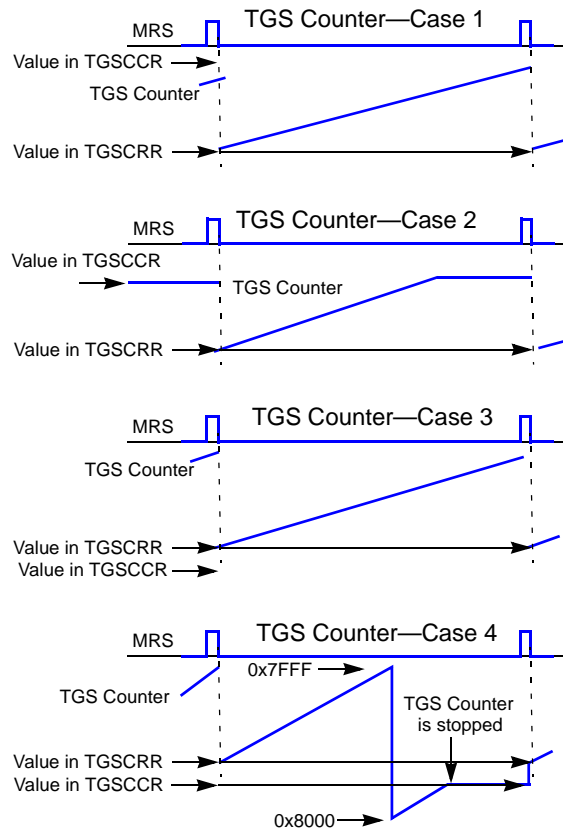 TGS Counter—Case 1
MRS
Value in TGSCCR
TGS Counter
Value in TGSCRR
TGS Counter—Case 2
MRS
Value in TGSCCR
TGS Counter
Value in TGSCRR
TGS Counter—Case 3
MRS
TGS Counter
Value in TGSCRR
Value in TGSCCR
TGS Counter—Case 4
MRS
0x7FFF
TGS Counter
TGS Counter
is stopped
Value in TGSCRR
Value in TGSCCR
0x8000